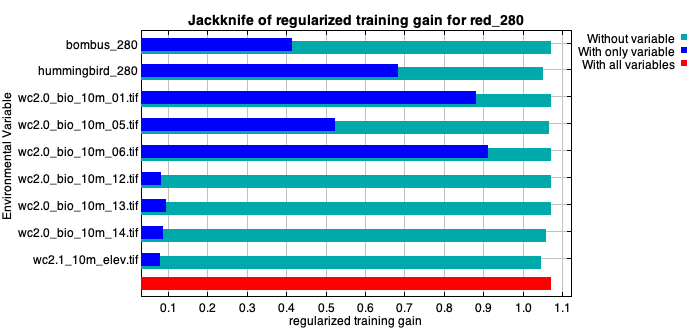 Jackknife of regularized training gain for red_280
Without variable
With only variable
With all variables
Environmental Variable
bombus_280
hummingbird_280
wc2.0_bio_10m_01.tif
wc2.0_bio_10m_05.tif
wc2.0_bio_10m_06.tif
wc2.0_bio_10m_12.tif
wc2.0_bio_10m_13.tif
wc2.0_bio_10m_14.tif
wc2.1_10m_elev.tif
0.1 0.2 0.3 0.4 0.5 0.6 0.7 0.8 0.9 1.0 1.1
regularized training gain